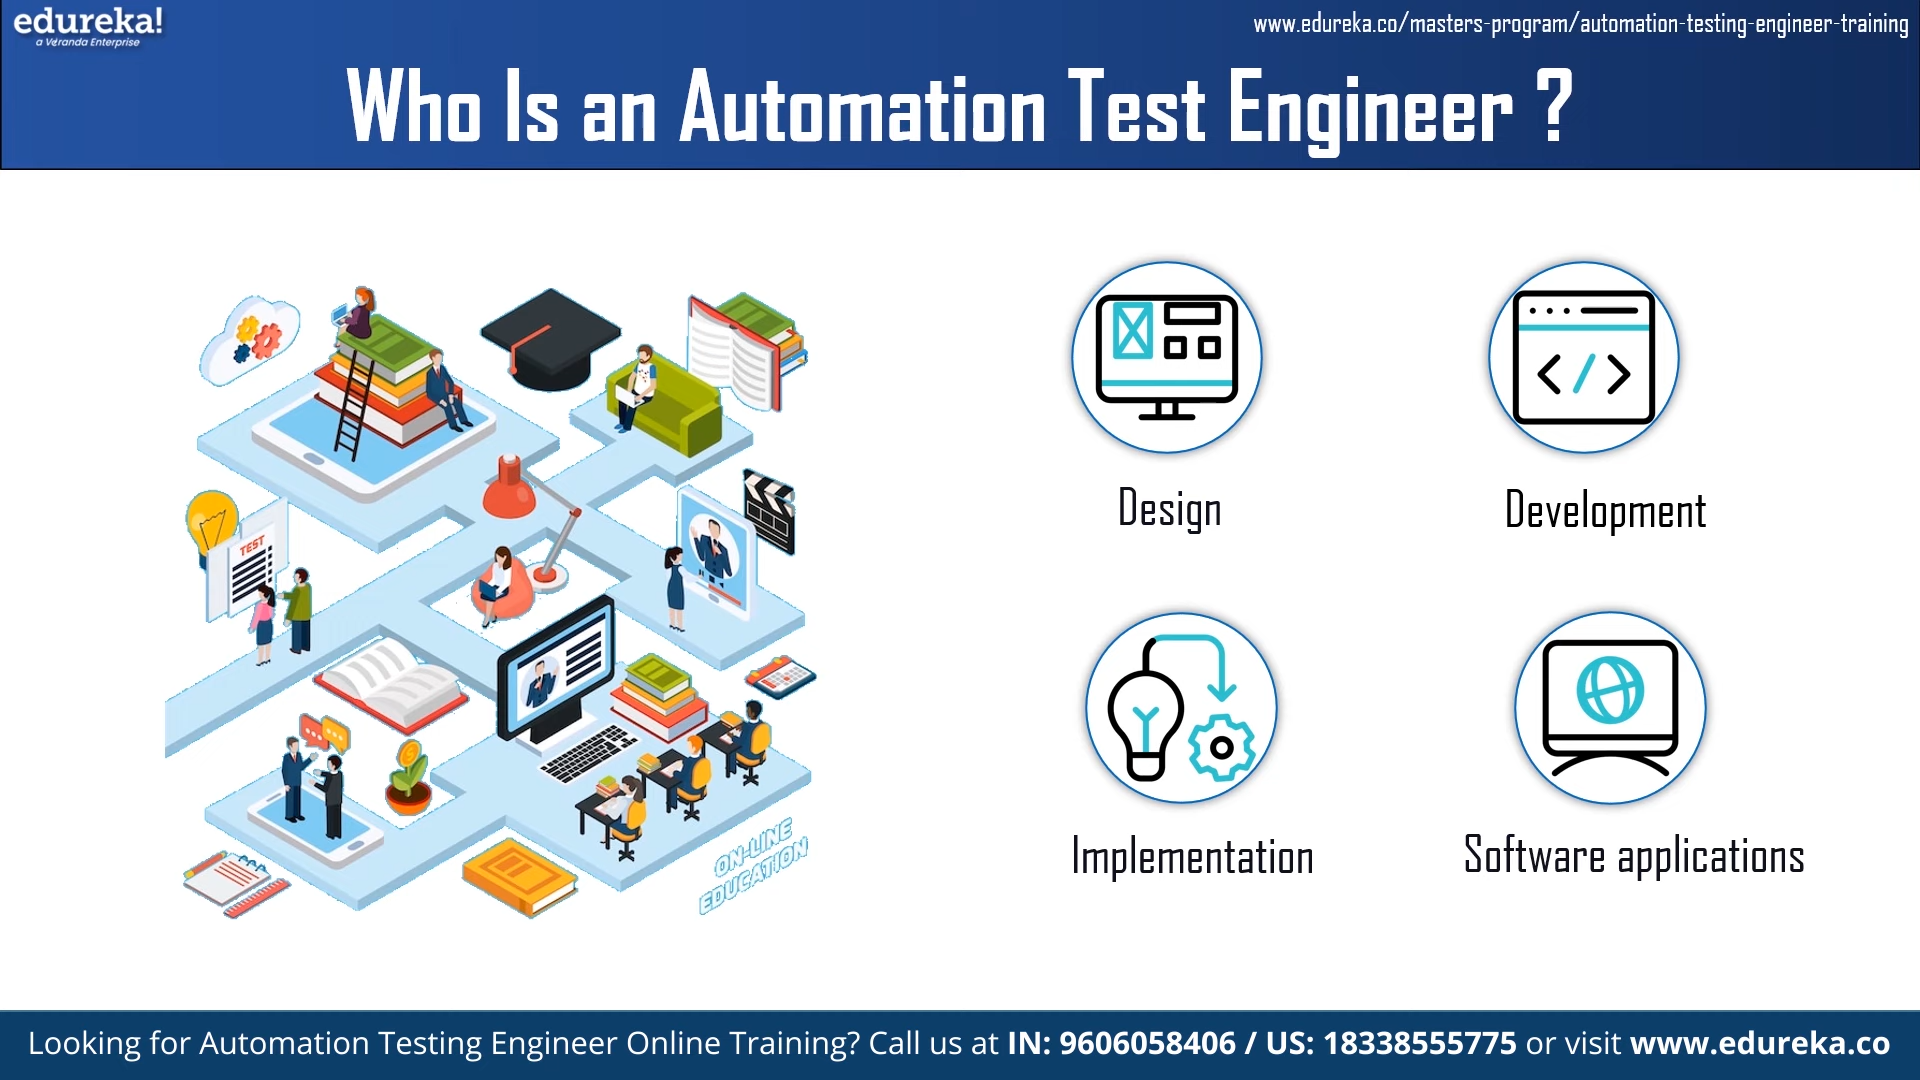 edureka!
a Veranda Enterprise
www.edureka.co/masters-program/automation-testing-engineer-training
Who Is an Automation Test Engineer ?
Design
Development
TEST
Implementation
Software applications
ON-LINE
EDUCATION
Looking for Automation Testing Engineer Online Training? Call us at IN: 9606058406 / US: 18338555775 or visit www.edureka.co